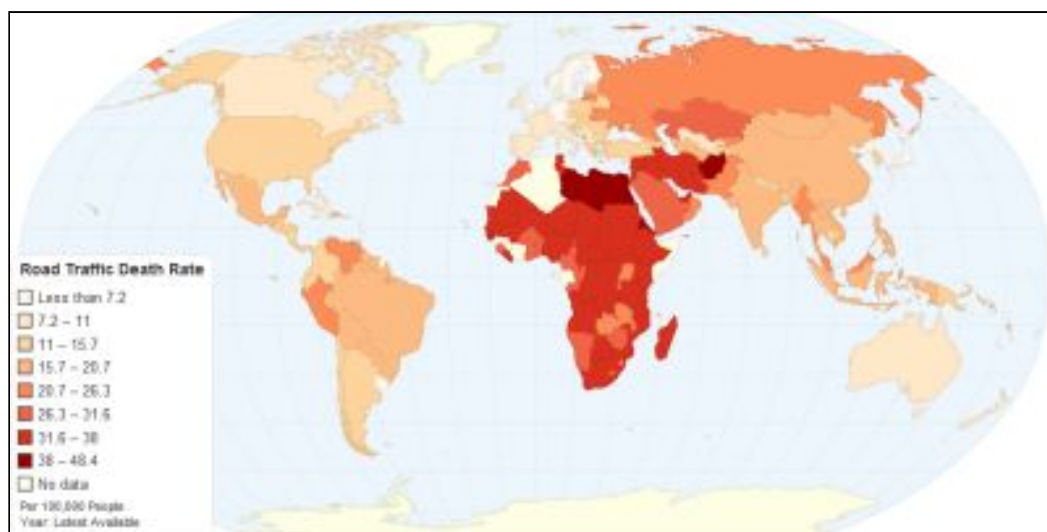 Road Traffic Death Rate
Less than 7.2
7.2 – 11
11 – 15.7
15.7 – 20.7
20.7 – 26.3
26.3 – 31.6
31.6 – 38
38 – 48.4
No data
Per 100,000 People
Year: Latest Available